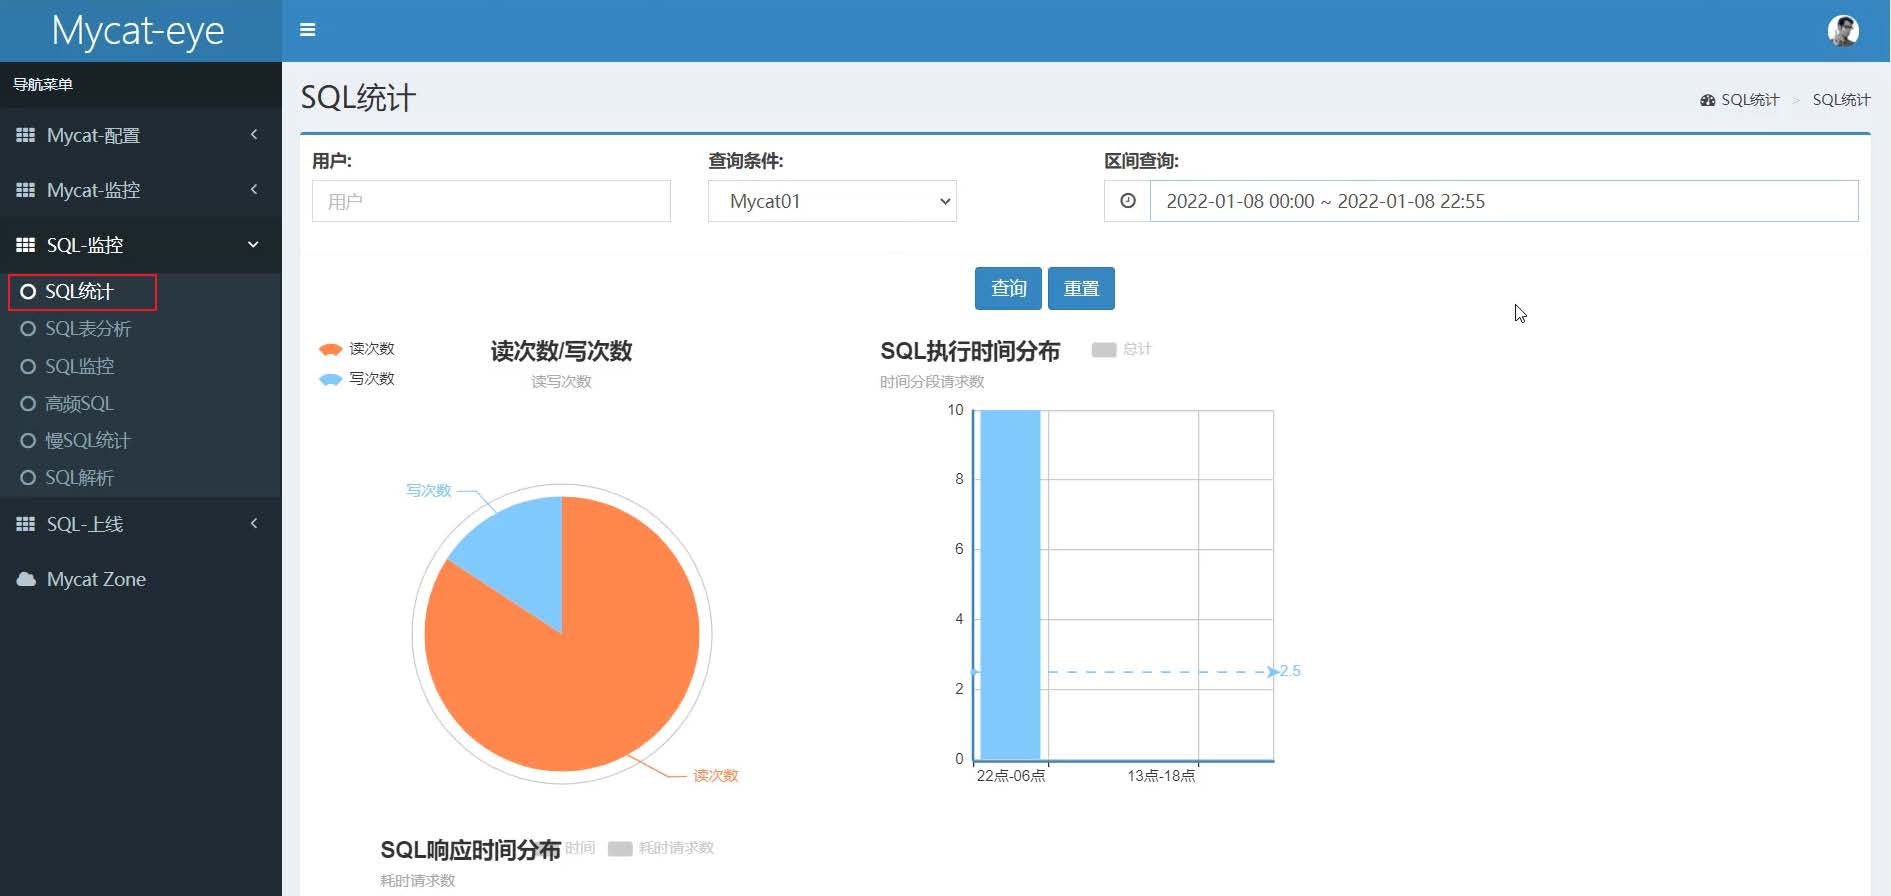 Mycat-eye
导航菜单
Mycat-配置
Mycat-监控
SQL-监控
SQL统计
SQL表分析
SQL监控
高频SQL
慢SQL统计
SQL解析
SQL-上线
Mycat Zone
SQL统计
SQL统计 > SQL统计
用户:
用户
查询条件:
Mycat01
区间查询:
2022-01-08 00:00 ~ 2022-01-08 22:55
查询
重置
读次数
写次数
读次数/写次数
读写次数
写次数
读次数
SQL执行时间分布
总计
时间分段请求数
10
8
6
4
2.5
2
0
22点-06点
13点-18点
SQL响应时间分布
时间
耗时请求数
耗时请求数